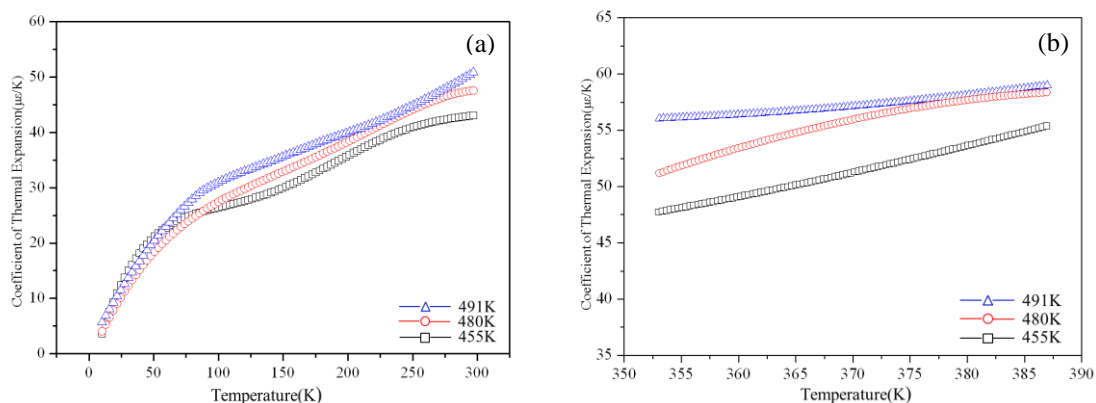 (a)
60
50
40
30
20
10
0
Coefficient of Thermal Expansion(με/K)
491K
480K
455K
0 50 100 150 200 250 300
Temperature(K)
(b)
65
60
55
50
45
40
35
Coefficient of Thermal Expansion(με/K)
491K
480K
455K
350 355 360 365 370 375 380 385 390
Temperature(K)